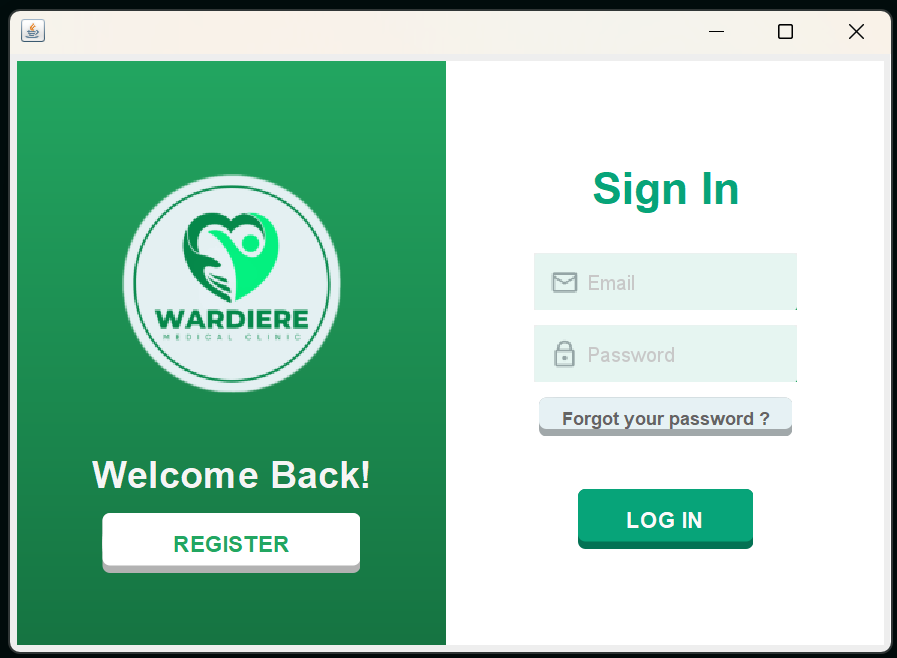 WARDIERE
MEDICAL CLINIC
Welcome Back!
REGISTER
Sign In
Email
Password
Forgot your password ?
LOG IN